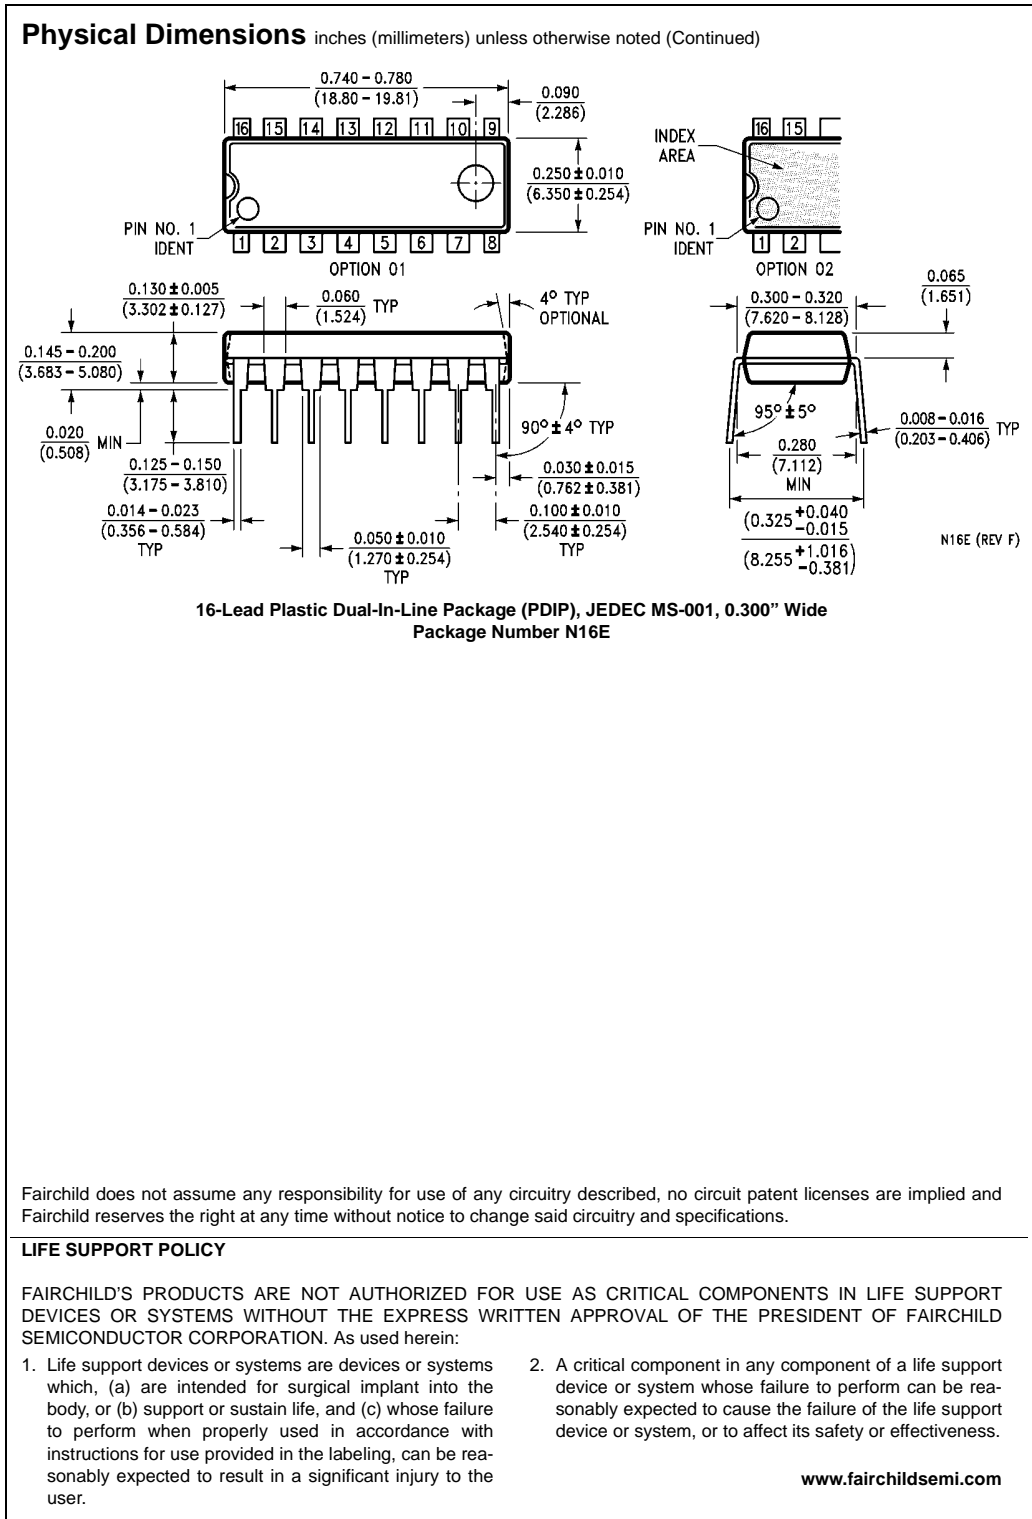 Physical Dimensions inches (millimeters) unless otherwise noted (Continued)
0.740 – 0.780
(18.80 – 19.81)
0.090
(2.286)
16 15 14 13 12 11 10 9
0.250 ± 0.010
(6.350 ± 0.254)
PIN NO. 1
IDENT
1 2 3 4 5 6 7 8
OPTION 01
INDEX
AREA
16 15
PIN NO. 1
IDENT
1 2
OPTION 02
0.065
(1.651)
0.130 ± 0.005
(3.302 ± 0.127)
0.060
(1.524)
TYP
4° TYP
OPTIONAL
0.300 – 0.320
(7.620 – 8.128)
0.145 – 0.200
(3.683 – 5.080)
0.020
(0.508)
MIN
0.125 – 0.150
(3.175 – 3.810)
90° ± 4° TYP
95° ± 5°
0.008 – 0.016
(0.203 – 0.406)
TYP
0.280
(7.112)
MIN
0.030 ± 0.015
(0.762 ± 0.381)
0.014 – 0.023
(0.356 – 0.584)
TYP
0.050 ± 0.010
(1.270 ± 0.254)
TYP
0.100 ± 0.010
(2.540 ± 0.254)
TYP
(0.325 +0.040
−0.015
(8.255 +1.016
−0.381)
N16E (REV F)
16-Lead Plastic Dual-In-Line Package (PDIP), JEDEC MS-001, 0.300” Wide
Package Number N16E
Fairchild does not assume any responsibility for use of any circuitry described, no circuit patent licenses are implied and
Fairchild reserves the right at any time without notice to change said circuitry and specifications.
LIFE SUPPORT POLICY
FAIRCHILD’S PRODUCTS ARE NOT AUTHORIZED FOR USE AS CRITICAL COMPONENTS IN LIFE SUPPORT
DEVICES OR SYSTEMS WITHOUT THE EXPRESS WRITTEN APPROVAL OF THE PRESIDENT OF FAIRCHILD
SEMICONDUCTOR CORPORATION. As used herein:
1. Life support devices or systems are devices or systems
which, (a) are intended for surgical implant into the
body, or (b) support or sustain life, and (c) whose failure
to perform when properly used in accordance with
instructions for use provided in the labeling, can be rea-
sonably expected to result in a significant injury to the
user.
2. A critical component in any component of a life support
device or system whose failure to perform can be rea-
sonably expected to cause the failure of the life support
device or system, or to affect its safety or effectiveness.
www.fairchildsemi.com